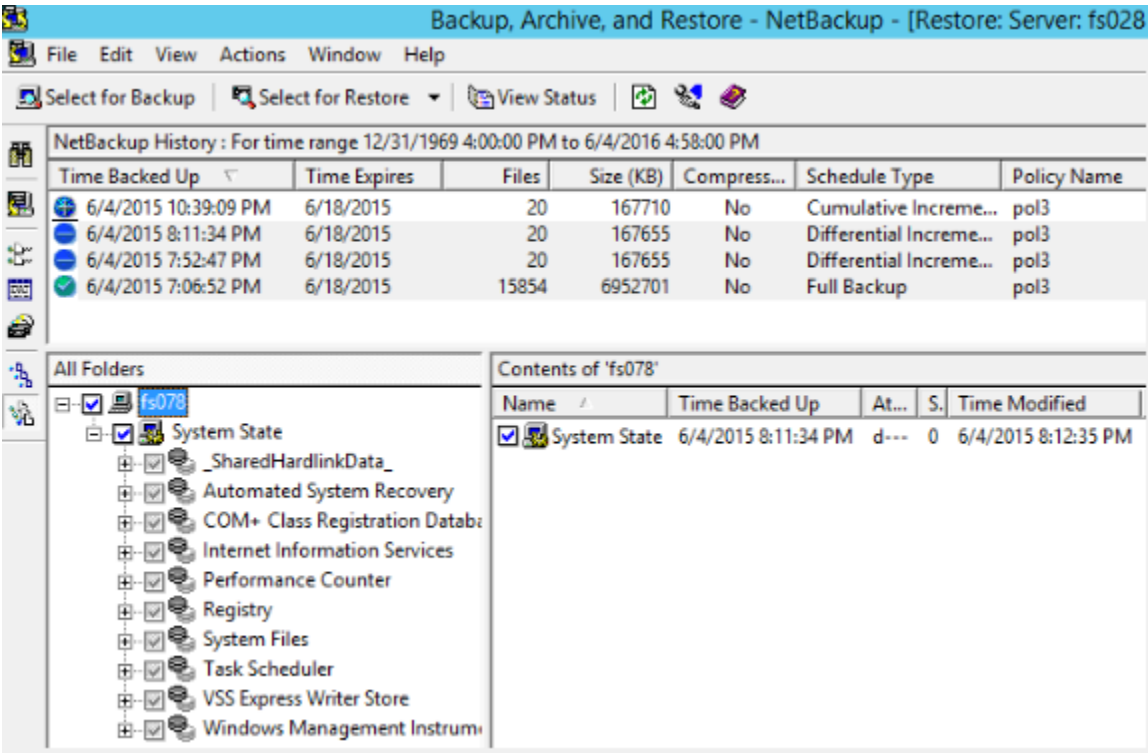 Backup, Archive, and Restore - NetBackup - [Restore: Server: fs028
File Edit View Actions Window Help
Select for Backup Select for Restore View Status
NetBackup History : For time range 12/31/1969 4:00:00 PM to 6/4/2016 4:58:00 PM
Time Backed Up Time Expires Files Size (KB) Compress... Schedule Type Policy Name
6/4/2015 10:39:09 PM 6/18/2015 20 167710 No Cumulative Increme... pol3
6/4/2015 8:11:34 PM 6/18/2015 20 167655 No Differential Increme... pol3
6/4/2015 7:52:47 PM 6/18/2015 20 167655 No Differential Increme... pol3
6/4/2015 7:06:52 PM 6/18/2015 15854 6952701 No Full Backup pol3
All Folders
fs078
System State
_SharedHardlinkData_
Automated System Recovery
COM+ Class Registration Databa
Internet Information Services
Performance Counter
Registry
System Files
Task Scheduler
VSS Express Writer Store
Windows Management Instrum
Contents of 'fs078'
Name Time Backed Up At... S. Time Modified
System State 6/4/2015 8:11:34 PM d--- 0 6/4/2015 8:12:35 PM